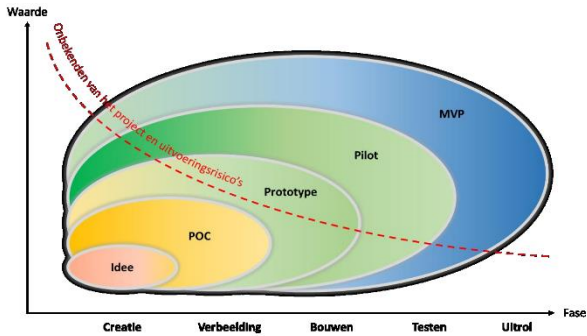 Waarde
Onbekenden van het project en uitvoeringsrisico's
MVP
Pilot
Prototype
POC
Idee
Fase
Creatie
Verbeelding
Bouwen
Testen
Uitrol